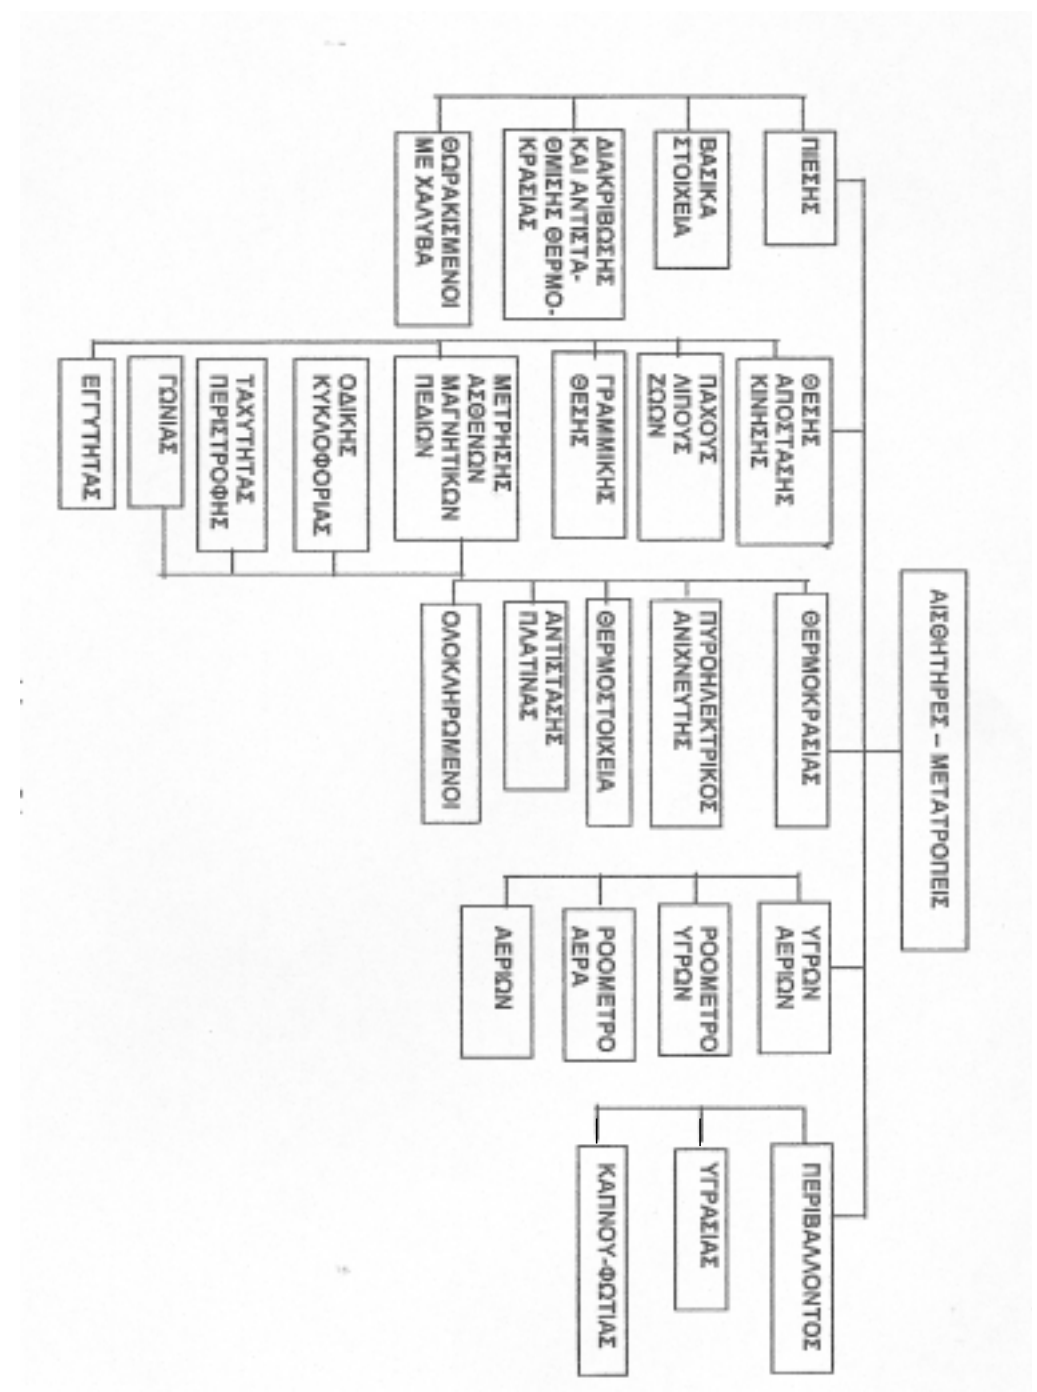 ΑΙΣΘΗΤΗΡΕΣ – ΜΕΤΑΤΡΟΠΕΙΣ
ΠΙΕΣΗΣ
ΒΑΣΙΚΑ
ΣΤΟΙΧΕΙΑ
ΔΙΑΚΡΙΒΩΣΗΣ
ΚΑΙ ΑΝΤΙΣΤΑ-
ΘΜΙΣΗΣ ΘΕΡΜΟ-
ΚΡΑΣΙΑΣ
ΘΩΡΑΚΙΣΜΕΝΟΙ
ΜΕ ΧΑΛΥΒΑ
ΘΕΣΗΣ
ΑΠΟΣΤΑΣΗΣ
ΚΙΝΗΣΗΣ
ΠΑΧΟΥΣ
ΛΙΠΟΥΣ
ΖΩΩΝ
ΓΡΑΜΜΙΚΗΣ
ΘΕΣΗΣ
ΜΕΤΡΗΣΗΣ
ΑΣΘΕΝΩΝ
ΜΑΓΝΗΤΙΚΩΝ
ΠΕΔΙΩΝ
ΟΔΙΚΗΣ
ΚΥΚΛΟΦΟΡΙΑΣ
ΤΑΧΥΤΗΤΑΣ
ΠΕΡΙΣΤΡΟΦΗΣ
ΓΩΝΙΑΣ
ΕΓΓΥΤΗΤΑΣ
ΘΕΡΜΟΚΡΑΣΙΑΣ
ΠΥΡΟΗΛΕΚΤΡΙΚΟΣ
ΑΝΙΧΝΕΥΤΗΣ
ΘΕΡΜΟΣΤΟΙΧΕΙΑ
ΑΝΤΙΣΤΑΣΗΣ
ΠΛΑΤΙΝΑΣ
ΟΛΟΚΛΗΡΩΜΕΝΟΙ
ΥΓΡΩΝ
ΑΕΡΙΩΝ
ΡΟΟΜΕΤΡΟ
ΥΓΡΩΝ
ΡΟΟΜΕΤΡΟ
ΑΕΡΑ
ΑΕΡΙΩΝ
ΠΕΡΙΒΑΛΛΟΝΤΟΣ
ΥΓΡΑΣΙΑΣ
ΚΑΠΝΟΥ-ΦΩΤΙΑΣ